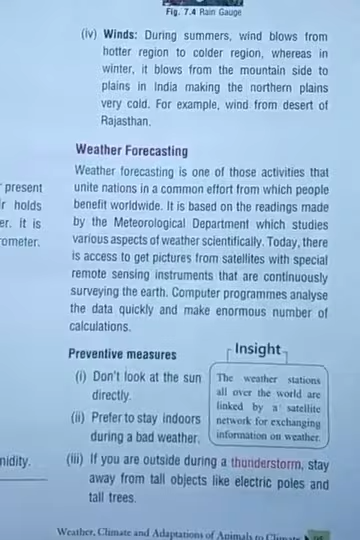 Fig. 7.4 Rain Gauge
(iv) Winds: During summers, wind blows from
hotter region to colder region, whereas in
winter, it blows from the mountain side to
plains in India making the northern plains
very cold. For example, wind from desert of
Rajasthan.
Weather Forecasting
Weather forecasting is one of those activities that
unite nations in a common effort from which people
benefit worldwide. It is based on the readings made
by the Meteorological Department which studies
various aspects of weather scientifically. Today, there
is access to get pictures from satellites with special
remote sensing instruments that are continuously
surveying the earth. Computer programmes analyse
the data quickly and make enormous number of
calculations.
present
holds
It is
Preventive measures
(i) Don't look at the sun
directly.
(ii) Prefer to stay indoors
during a bad weather.
(iii) If you are outside during a thunderstorm, stay
away from tall objects like electric poles and
tall trees.
Insight
The weather stations
all over the world are
linked by a satellite
network for exchanging
information on weather.
Weather, Climate and Adaptations of Animals to Climate